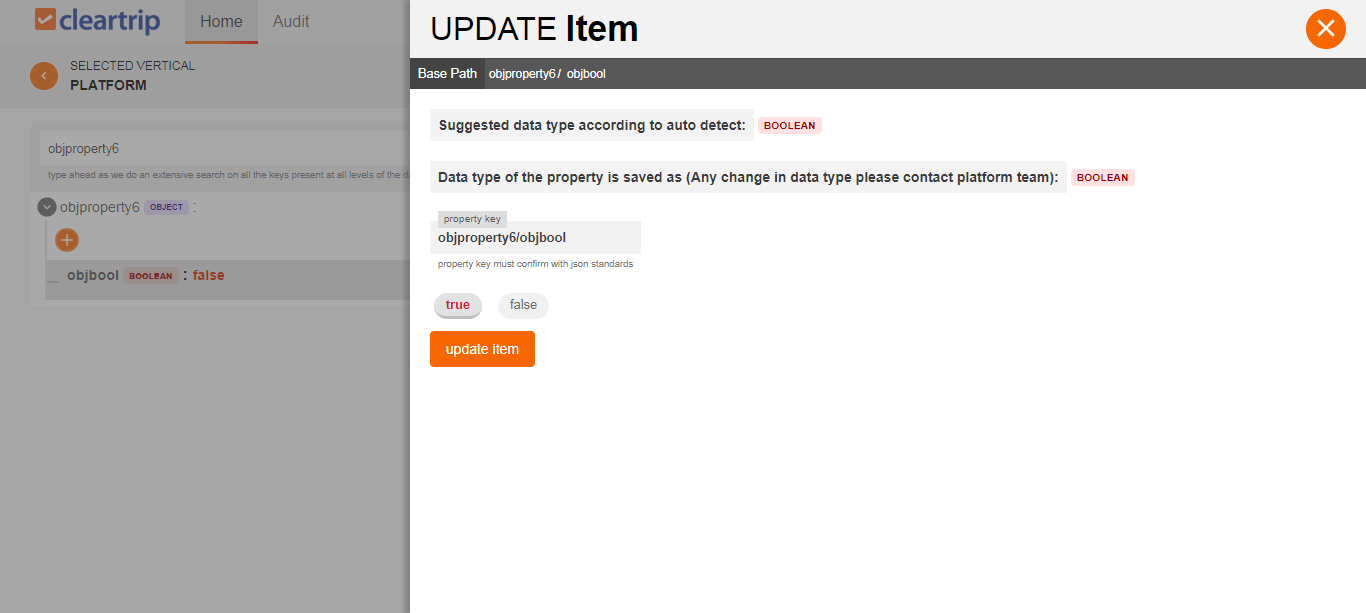 cleartrip
Home
Audit
SELECTED VERTICAL
PLATFORM
objproperty6
type ahead as we do an extensive search on all the keys present at all levels of the
objproperty6 OBJECT :
objbool BOOLEAN : false
UPDATE Item
Base Path objproperty6/ objbool
Suggested data type according to auto detect: BOOLEAN
Data type of the property is saved as (Any change in data type please contact platform team): BOOLEAN
property key
objproperty6/objbool
property key must confirm with json standards
true false
update item